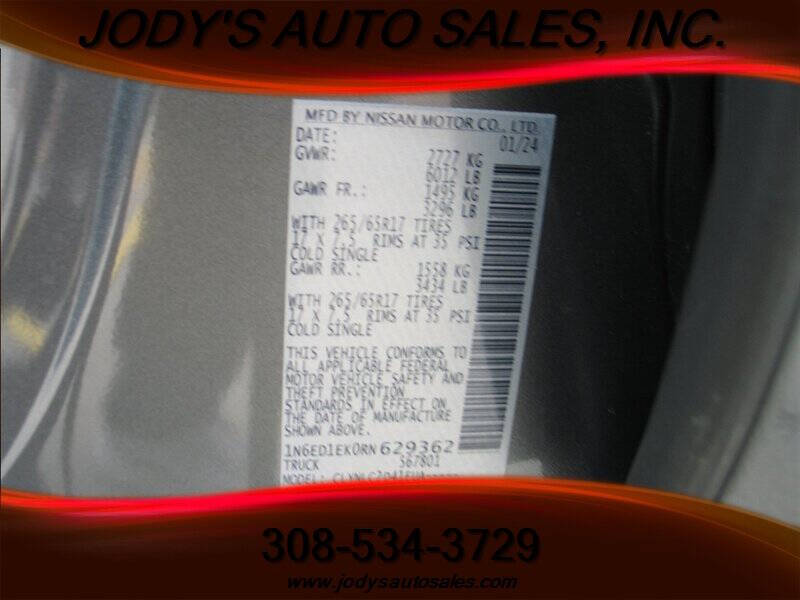 JODY'S AUTO SALES, INC.
MFD BY NISSAN MOTOR CO., LTD.
DATE: 01/24
GVWR: 2727 KG
6012 LB
GAWR FR.: 1495 KG
3296 LB
WITH 265/65R17 TIRES
17 X 7.5 RIMS AT 35 PSI
COLD SINGLE
GAWR RR.: 1558 KG
3434 LB
WITH 265/65R17 TIRES
17 X 7.5 RIMS AT 35 PSI
COLD SINGLE
THIS VEHICLE CONFORMS TO
ALL APPLICABLE FEDERAL
MOTOR VEHICLE SAFETY AND
THEFT PREVENTION
STANDARDS IN EFFECT ON
THE DATE OF MANUFACTURE
SHOWN ABOVE.
1N6ED1EK0RN629362
TRUCK 567801
MODEL:
308-534-3729
www.jodysautosales.com